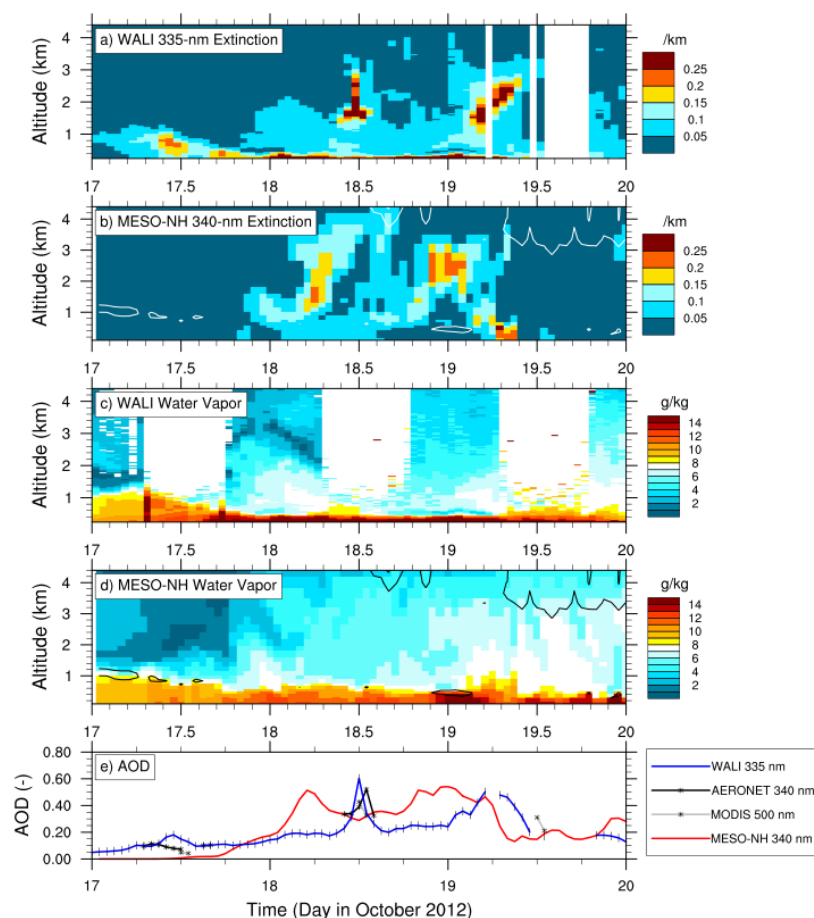 a) WALI 335-nm Extinction
/km
Altitude (km)
4
3
2
1
0.25
0.2
0.15
0.1
0.05
17 17.5 18 18.5 19 19.5 20
b) MESO-NH 340-nm Extinction
/km
Altitude (km)
4
3
2
1
0.25
0.2
0.15
0.1
0.05
17 17.5 18 18.5 19 19.5 20
c) WALI Water Vapor
g/kg
Altitude (km)
4
3
2
1
14
12
10
8
6
4
2
17 17.5 18 18.5 19 19.5 20
d) MESO-NH Water Vapor
g/kg
Altitude (km)
4
3
2
1
14
12
10
8
6
4
2
17 17.5 18 18.5 19 19.5 20
e) AOD
AOD (-)
0.80
0.60
0.40
0.20
0.00
WALI 335 nm
AERONET 340 nm
MODIS 500 nm
MESO-NH 340 nm
17 17.5 18 18.5 19 19.5 20
Time (Day in October 2012)